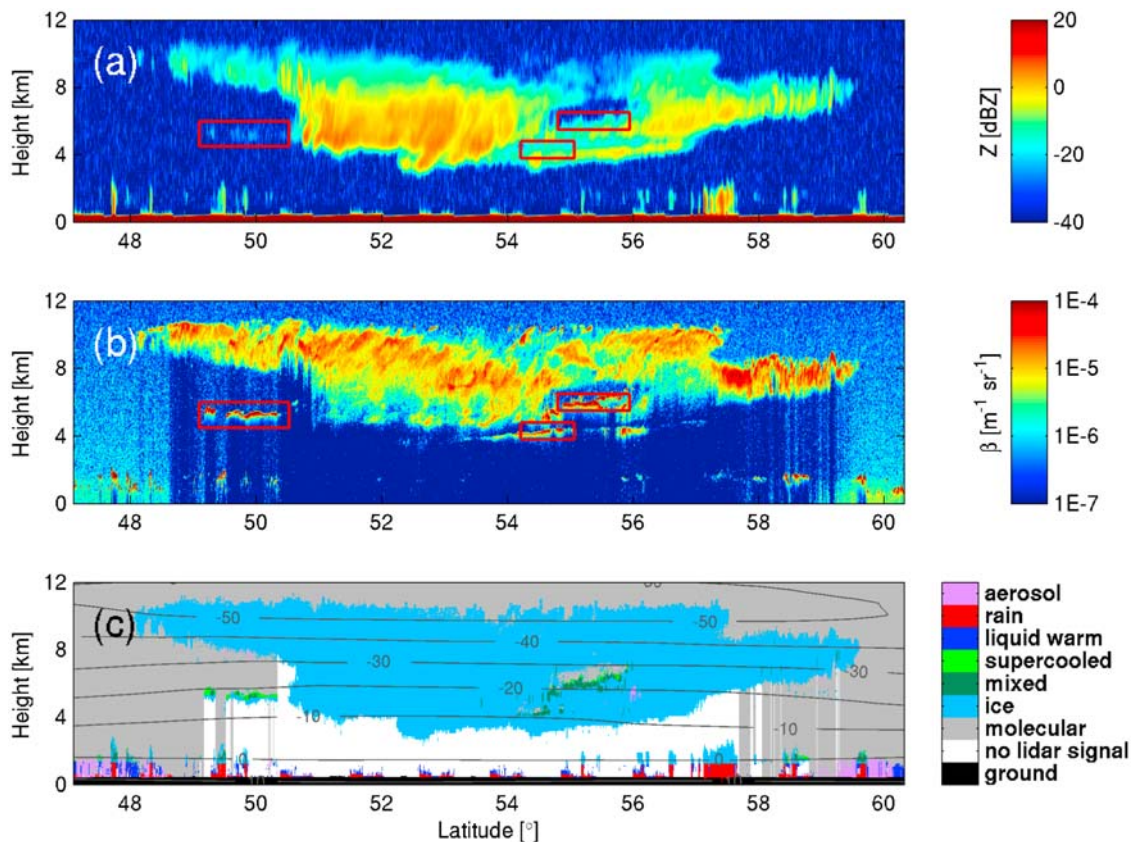 (a)
Height [km]
12
8
4
0
48 50 52 54 56 58 60
20
0
-20
-40
Z [dBZ]
(b)
Height [km]
12
8
4
0
48 50 52 54 56 58 60
1E-4
1E-5
1E-6
1E-7
β [m⁻¹ sr⁻¹]
(c)
Height [km]
12
8
4
0
-50
-50
-40
-30
30
-20
-10
-10
0
0
48 50 52 54 56 58 60
Latitude [°]
aerosol
rain
liquid warm
supercooled
mixed
ice
molecular
no lidar signal
ground